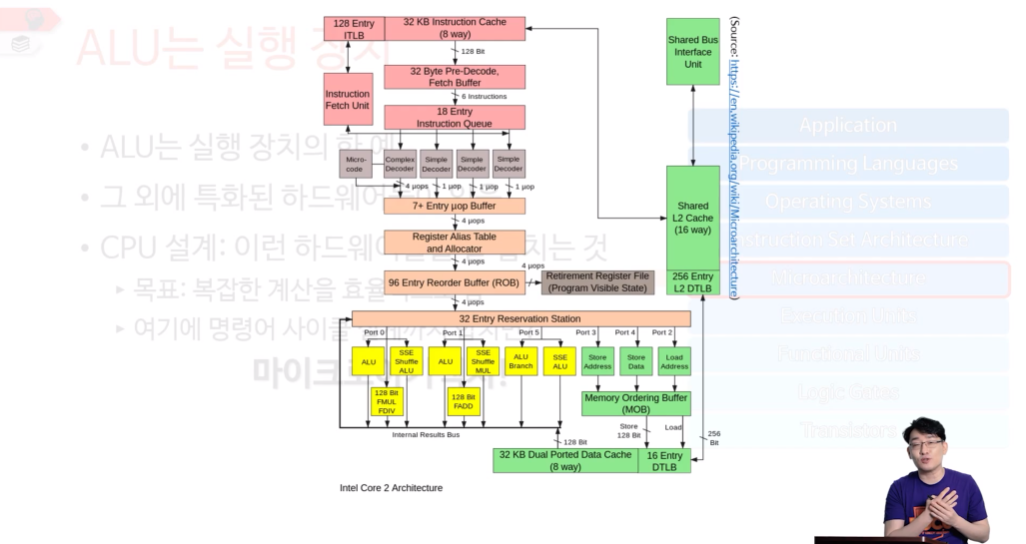 ALU는 실행 장치
• ALU는 실행 장치의 한 예
• 그 외에 특화된 하드웨어
• CPU 설계: 이런 하드웨어
치는 것
▸ 목표: 복잡한 계산을 효율
▸ 여기에 명령어 사이클
128 Entry
ITLB
32 KB Instruction Cache
(8 way)
128 Bit
32 Byte Pre-Decode,
Fetch Buffer
Instruction
Fetch Unit
6 Instructions
18 Entry
Instruction Queue
Micro-
code
Complex
Decoder
Simple
Decoder
Simple
Decoder
Simple
Decoder
4 µops
1 µop
1 µop
1 µop
7+ Entry µop Buffer
4 µops
Register Alias Table
and Allocator
4 µops
4 µops
96 Entry Reorder Buffer (ROB)
Retirement Register File
(Program Visible State)
4 µops
32 Entry Reservation Station
Port 0
Port 1
Port 5
Port 3
Port 4
Port 2
ALU
SSE
Shuffle
ALU
ALU
SSE
Shuffle
MUL
ALU
Branch
SSE
ALU
Store
Address
Store
Data
Load
Address
128 Bit
FMUL
FDIV
128 Bit
FADD
Memory Ordering Buffer
(MOB)
Internal Results Bus
128 Bit
Store
128 Bit
Load
256
Bit
32 KB Dual Ported Data Cache
(8 way)
16 Entry
DTLB
Shared Bus
Interface
Unit
Shared
L2 Cache
(16 way)
256 Entry
L2 DTLB
(Source: https://en.wikipedia.org/wiki/Microarchitecture)
Application
Programming Languages
Operating Systems
Instruction Set Architecture
Microarchitecture
Execution Units
Functional Units
Logic Gates
Transistors
Intel Core 2 Architecture